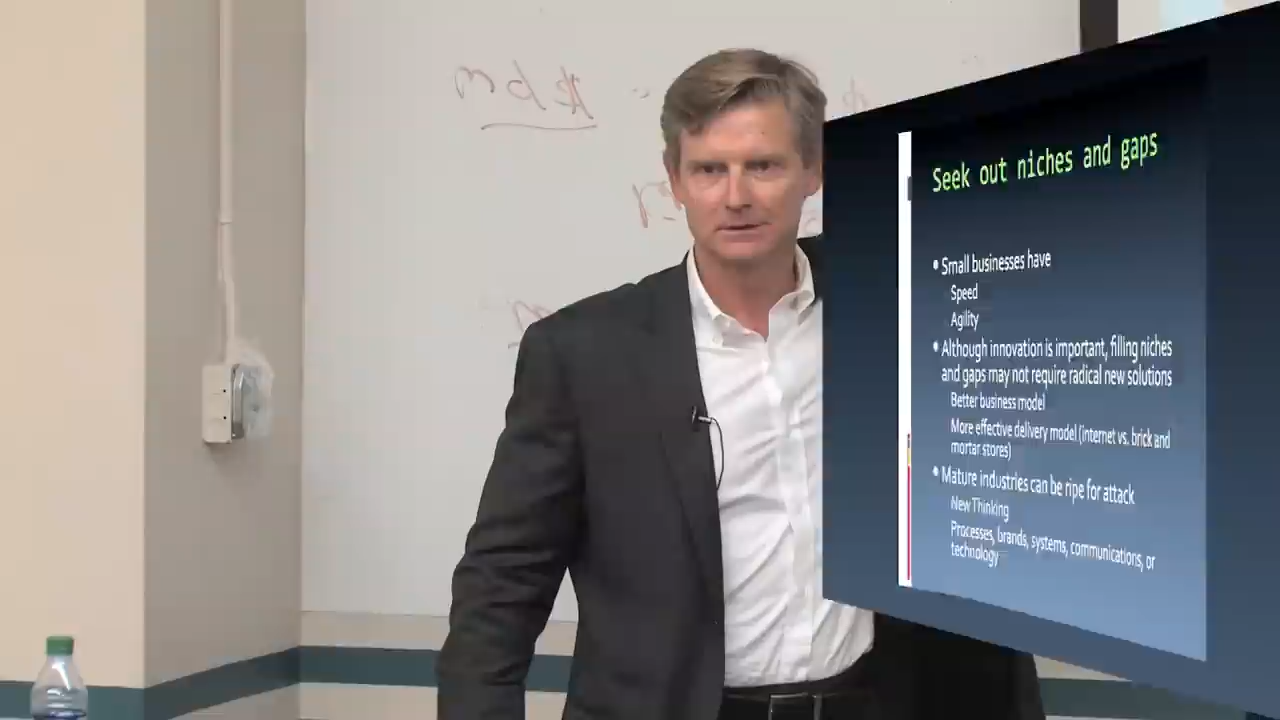 Seek out niches and gaps
• Small businesses have
Speed
Agility
• Although innovation is important, filling niches
and gaps may not require radical new solutions
Better business model
More effective delivery model (internet vs. brick and
mortar stores)
• Mature industries can be ripe for attack
New Thinking
Processes, brands, systems, communications, or
technology